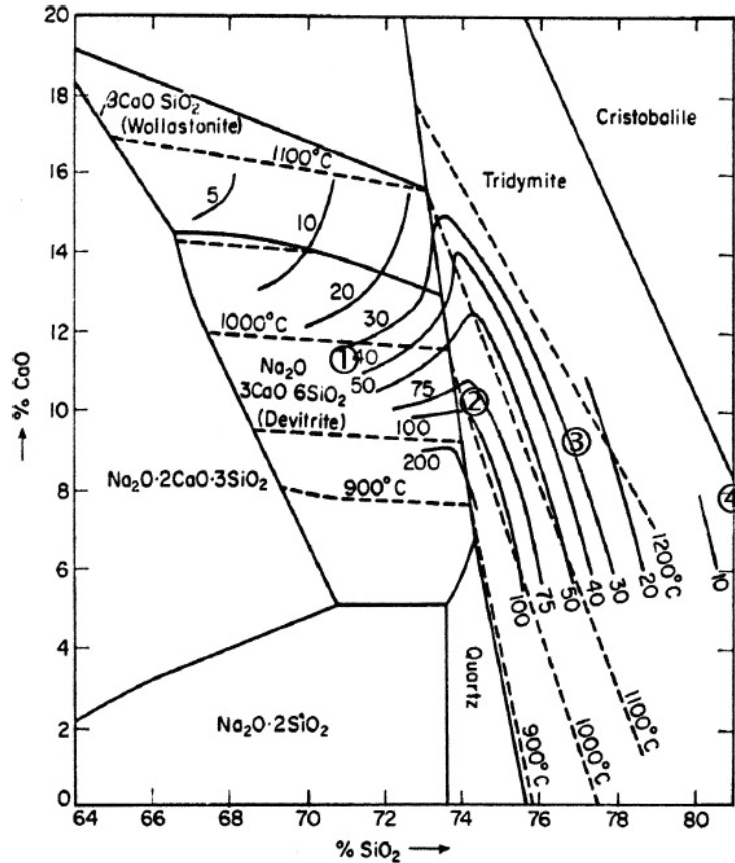 20
18
16
14
12
10
8
6
4
2
0
→ % CaO
βCaO SiO₂
(Wollastonite)
1100°C
5
10
20
30
40
50
75
100
200
1000°C
①
Na₂O
3CaO 6SiO₂
(Devitrite)
900°C
Na₂O·2CaO·3SiO₂
Na₂O·2SiO₂
Cristobalile
Tridymite
Quartz
②
③
④
1200°C
10
20
30
40
50
75
100
1100°C
1000°C
900°C
64
66
68
70
72
74
76
78
80
% SiO₂ →